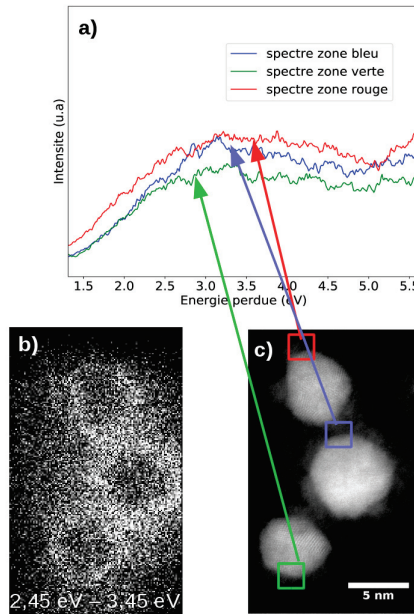 a)
spectre zone bleu
spectre zone verte
spectre zone rouge
Intensite (u.a)
1.5 2.0 2.5 3.0 3.5 4.0 4.5 5.0 5.5
Energie perdue (eV)
b)
c)
2,45 eV – 3.45 eV
5 nm